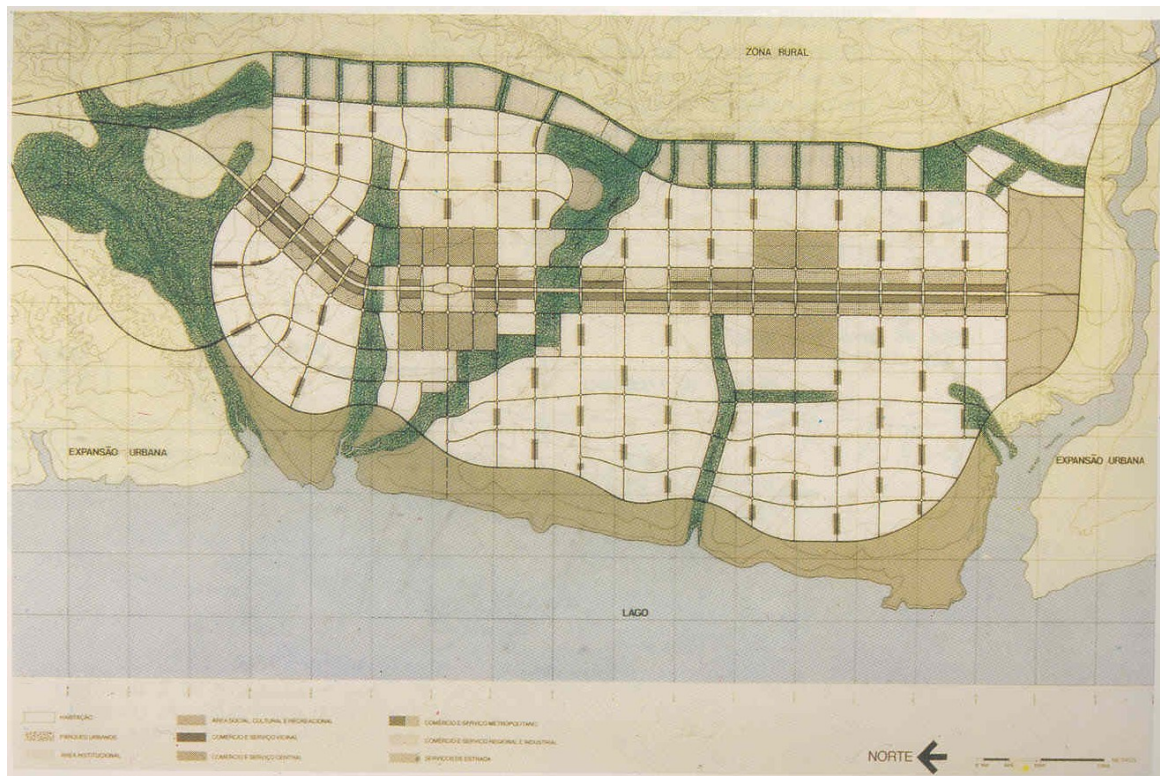 ZONA RURAL
EXPANSÃO URBANA
EXPANSÃO URBANA
LAGO
HABITAÇÃO
PARQUES URBANOS
ÁREA INSTITUCIONAL
ÁREA SOCIAL, CULTURAL E RECREACIONAL
COMÉRCIO E SERVIÇO VICINAL
COMÉRCIO E SERVIÇO CENTRAL
COMÉRCIO E SERVIÇO METROPOLITANO
COMÉRCIO E SERVIÇO REGIONAL E INDUSTRIAL
SERVIÇOS DE ESTRADA
NORTE
METROS